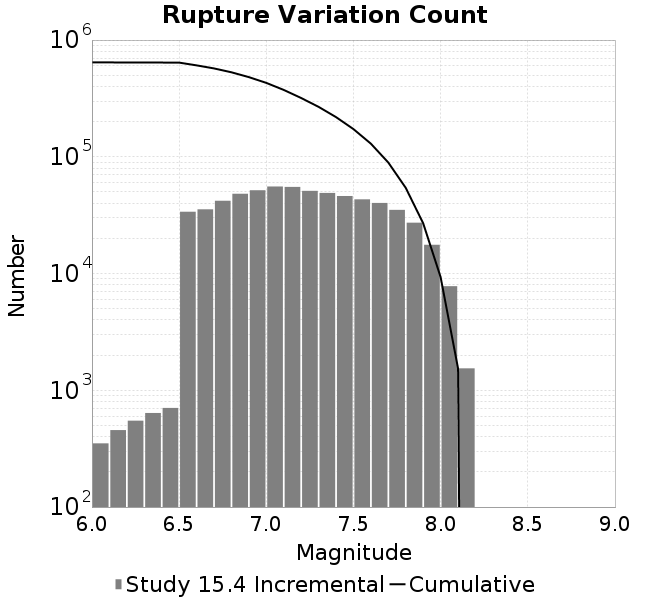 Rupture Variation Count
10^6
10^5
10^4
10^3
10^2
Number
6.0 6.5 7.0 7.5 8.0 8.5 9.0
Magnitude
Study 15.4 Incremental Cumulative